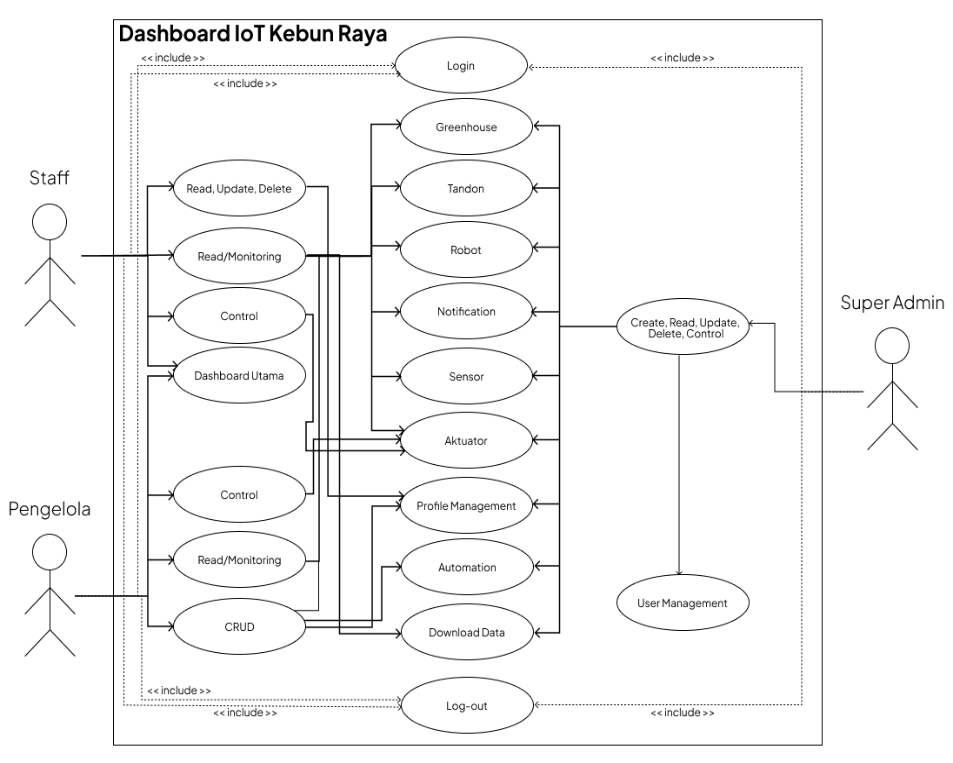 Dashboard IoT Kebun Raya
<< include >>
<< include >>
<< include >>
Login
Greenhouse
Staff
Read, Update, Delete
Tandon
Read/Monitoring
Robot
Super Admin
Control
Notification
Create, Read, Update,
Delete, Control
Dashboard Utama
Sensor
Aktuator
Pengelola
Control
Profile Management
Read/Monitoring
Automation
User Management
CRUD
Download Data
<< include >>
<< include >>
Log-out
<< include >>